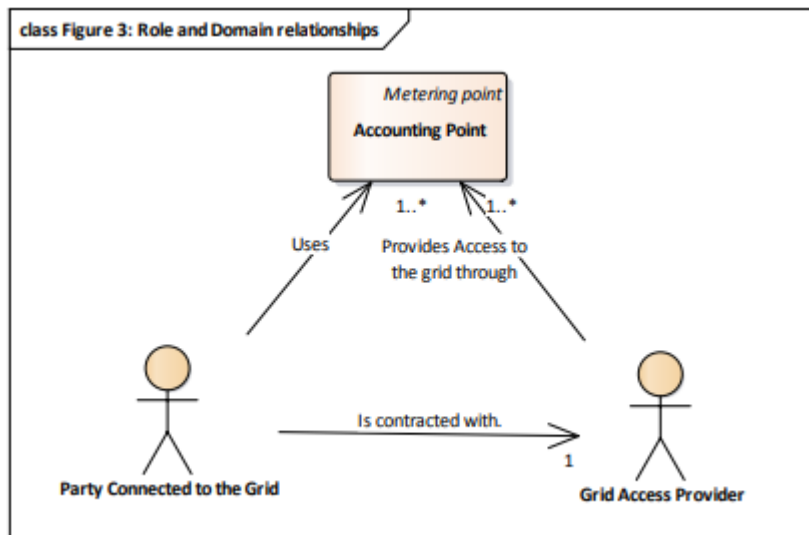 class Figure 3: Role and Domain relationships
Metering point
Accounting Point
1..*
1..*
Uses
Provides Access to
the grid through
Is contracted with.
1
Party Connected to the Grid
Grid Access Provider